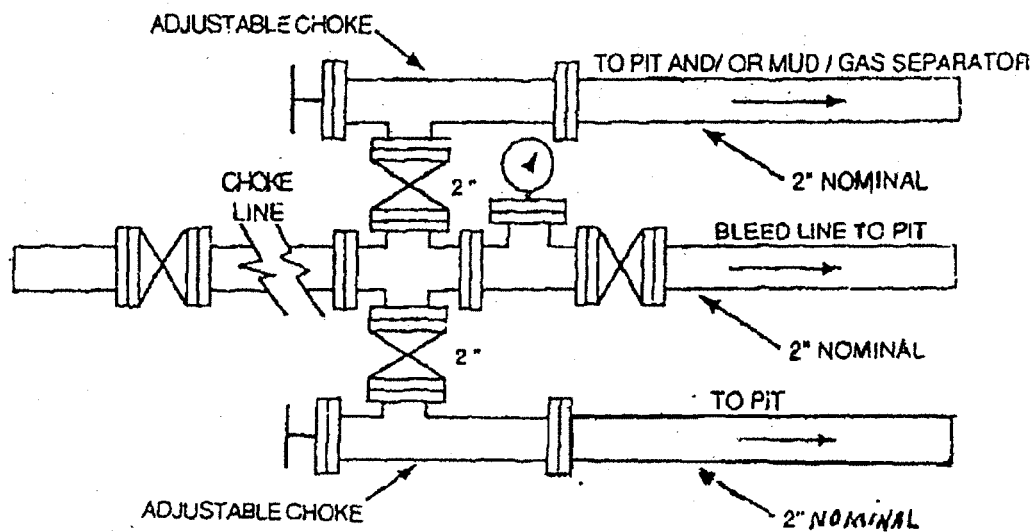 ADJUSTABLE CHOKE
TO PIT AND/ OR MUD / GAS SEPARATOR
2"
2" NOMINAL
CHOKE
LINE
BLEED LINE TO PIT
2" NOMINAL
2"
TO PIT
ADJUSTABLE CHOKE
2" NOMINAL